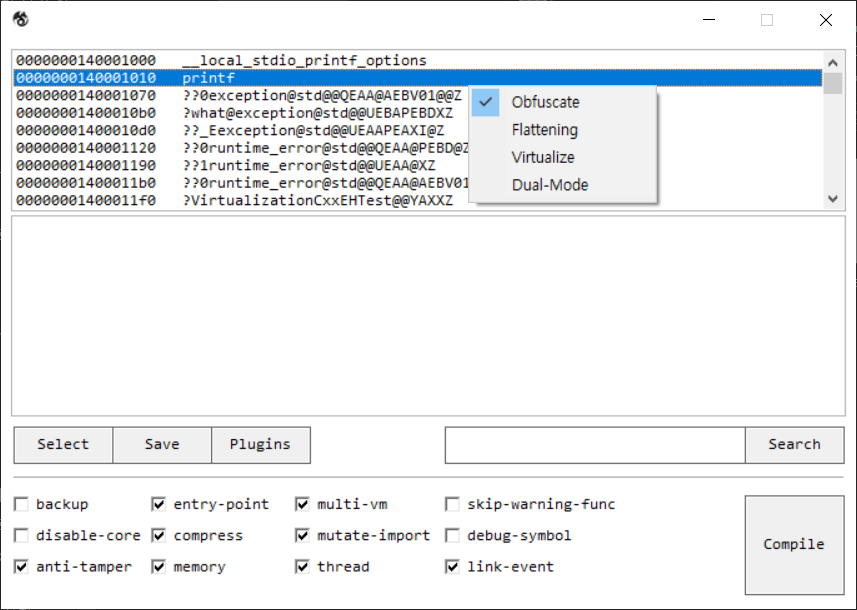 0000000140001000 __local_stdio_printf_options
0000000140001010 printf
0000000140001070 ??0exception@std@@QEAA@AEBV01@@Z
00000001400010b0 ?what@exception@std@@UEBAPEBDXZ
00000001400010d0 ??_Eexception@std@@UEAAPEAXI@Z
0000000140001120 ??0runtime_error@std@@QEAA@PEBD@Z
0000000140001190 ??1runtime_error@std@@UEAA@XZ
00000001400011b0 ??0runtime_error@std@@QEAA@AEBV01
00000001400011f0 ?VirtualizationCxxEHTest@@YAXXZ
Obfuscate
Flattening
Virtualize
Dual-Mode
Select Save Plugins Search
backup entry-point multi-vm skip-warning-func
disable-core compress mutate-import debug-symbol
Compile
anti-tamper memory thread link-event